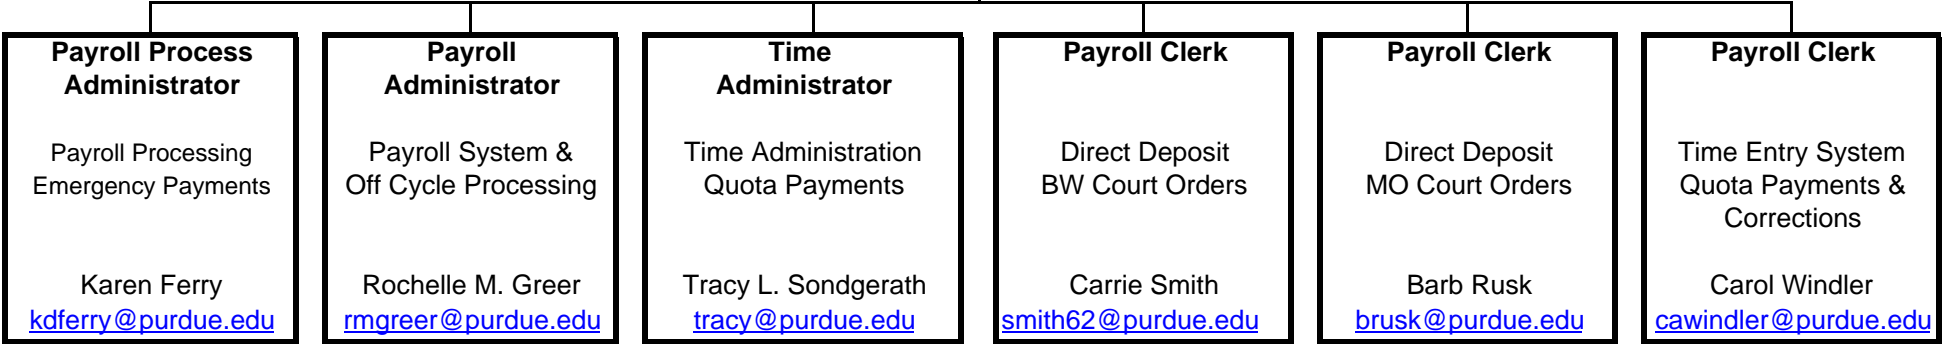 Payroll Process
Administrator
Payroll Processing
Emergency Payments
Karen Ferry
kdferry@purdue.edu
Payroll
Administrator
Payroll System &
Off Cycle Processing
Rochelle M. Greer
rmgreer@purdue.edu
Time
Administrator
Time Administration
Quota Payments
Tracy L. Sondgerath
tracy@purdue.edu
Payroll Clerk
Direct Deposit
BW Court Orders
Carrie Smith
smith62@purdue.edu
Payroll Clerk
Direct Deposit
MO Court Orders
Barb Rusk
brusk@purdue.edu
Payroll Clerk
Time Entry System
Quota Payments &
Corrections
Carol Windler
cawindler@purdue.edu